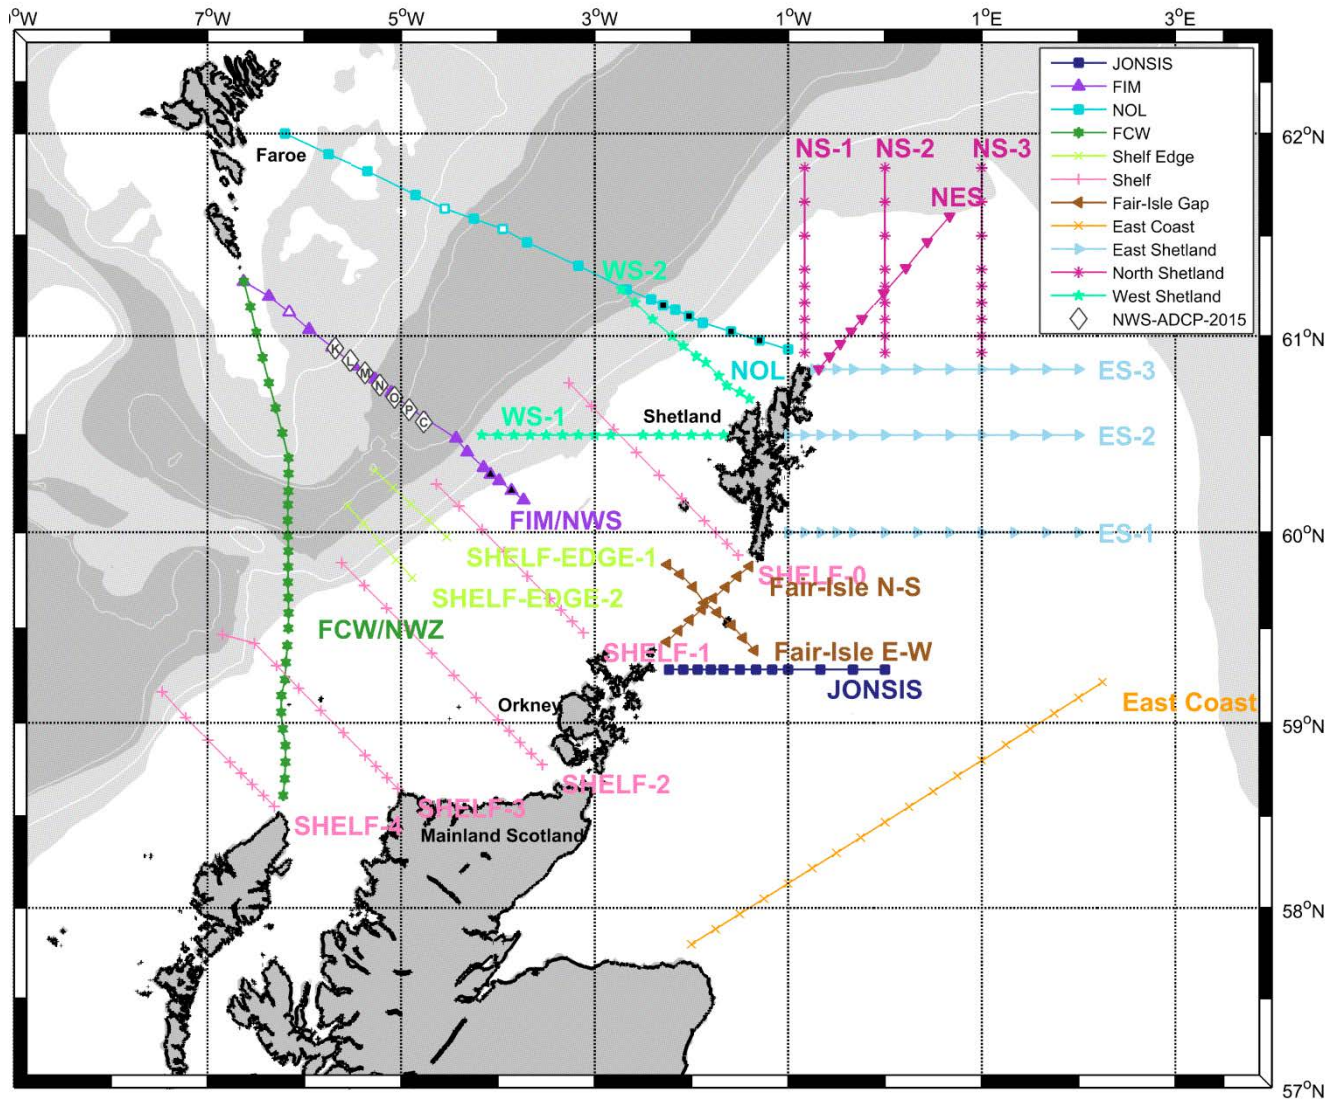 °W 7°W 5°W 3°W 1°W 1°E 3°E
JONSIS
FIM
NOL
FCW
Shelf Edge
Shelf
Fair-Isle Gap
East Coast
East Shetland
North Shetland
West Shetland
NWS-ADCP-2015
62°N
NS-1 NS-2 NS-3
Faroe
NES
WS-2
61°N
K L M N O P C
NOL
ES-3
WS-1
Shetland
ES-2
FIM/NWS
60°N
ES-1
SHELF-EDGE-1
SHELF-0
Fair-Isle N-S
SHELF-EDGE-2
FCW/NWZ
SHELF-1
Fair-Isle E-W
JONSIS
Orkney
East Coast
59°N
SHELF-2
SHELF-3
SHELF-4
Mainland Scotland
58°N
57°N